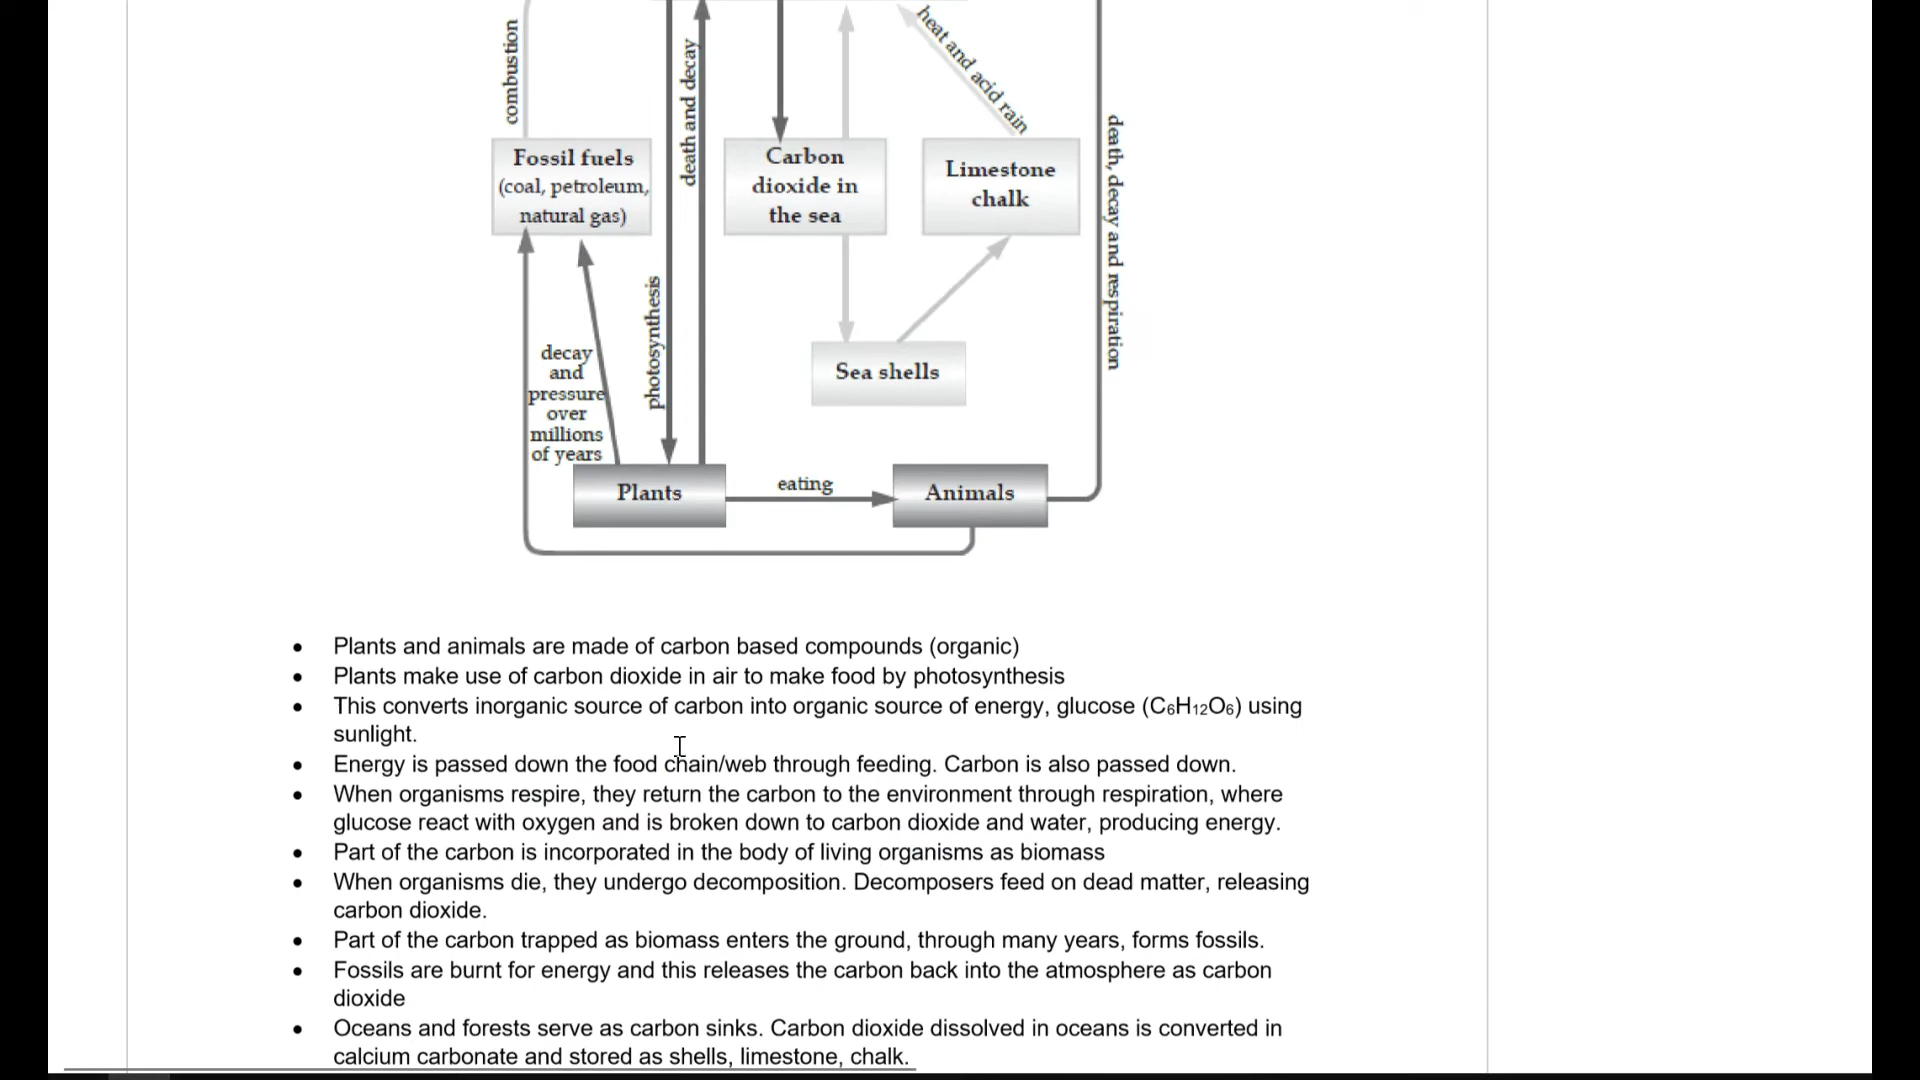 combustion
death and decay
heat and acid rain
Fossil fuels
(coal, petroleum,
natural gas)
Carbon
dioxide in
the sea
Limestone
chalk
death, decay and respiration
photosynthesis
decay
and
pressure
over
millions
of years
Sea shells
Plants
eating
Animals
• Plants and animals are made of carbon based compounds (organic)
• Plants make use of carbon dioxide in air to make food by photosynthesis
• This converts inorganic source of carbon into organic source of energy, glucose (C₆H₁₂O₆) using
sunlight.
• Energy is passed down the food chain/web through feeding. Carbon is also passed down.
• When organisms respire, they return the carbon to the environment through respiration, where
glucose react with oxygen and is broken down to carbon dioxide and water, producing energy.
• Part of the carbon is incorporated in the body of living organisms as biomass
• When organisms die, they undergo decomposition. Decomposers feed on dead matter, releasing
carbon dioxide.
• Part of the carbon trapped as biomass enters the ground, through many years, forms fossils.
• Fossils are burnt for energy and this releases the carbon back into the atmosphere as carbon
dioxide
• Oceans and forests serve as carbon sinks. Carbon dioxide dissolved in oceans is converted in
calcium carbonate and stored as shells, limestone, chalk.